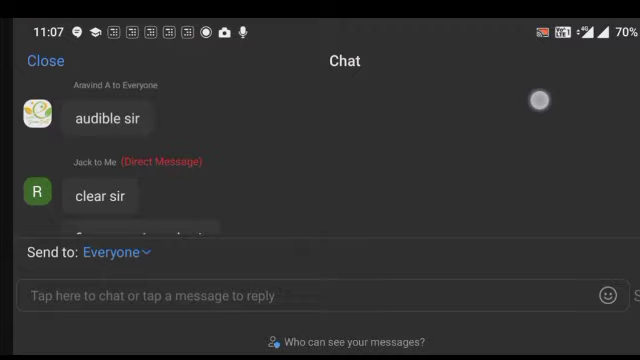 11:07 70%
Close Chat
Aravind A to Everyone
audible sir
Jack to Me (Direct Message)
R
clear sir
Send to: Everyone
Tap here to chat or tap a message to reply
Who can see your messages?